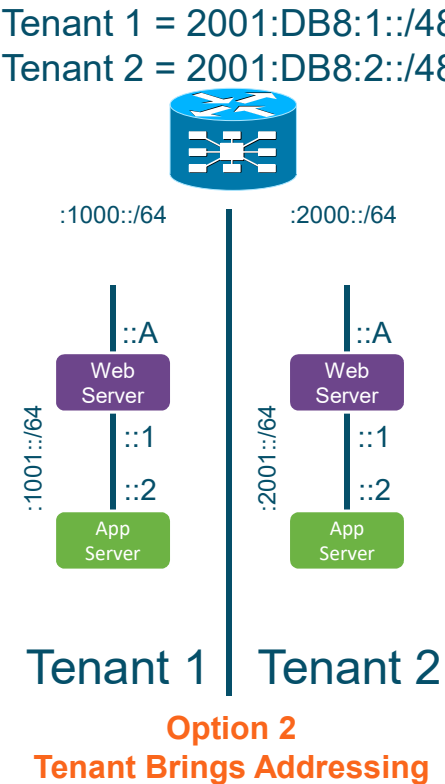 Tenant 1 = 2001:DB8:1::/48
Tenant 2 = 2001:DB8:2::/48
:1000::/64
:2000::/64
::A
::A
Web
Server
Web
Server
:1001::/64
::1
:2001::/64
::1
::2
::2
App
Server
App
Server
Tenant 1
Tenant 2
Option 2
Tenant Brings Addressing